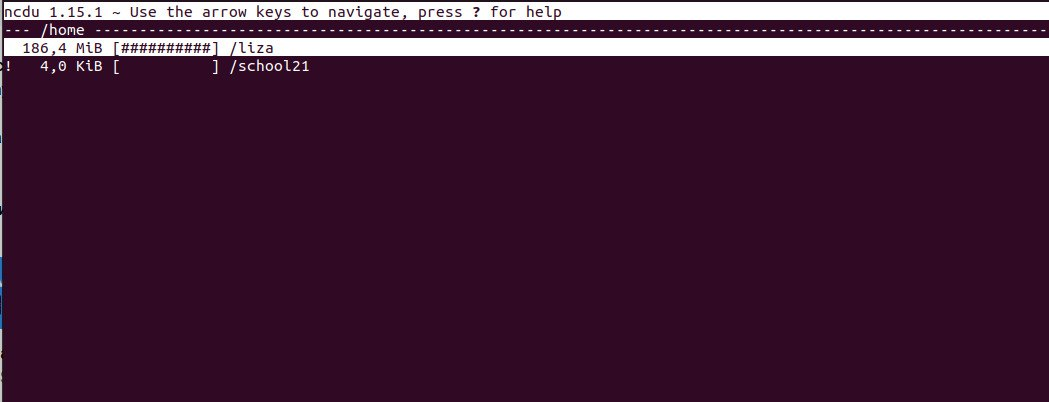 ncdu 1.15.1 ~ Use the arrow keys to navigate, press ? for help
--- /home ----------------------------------------------------------------------------------------------------------
  186,4 MiB [##########] /liza
!   4,0 KiB [          ] /school21